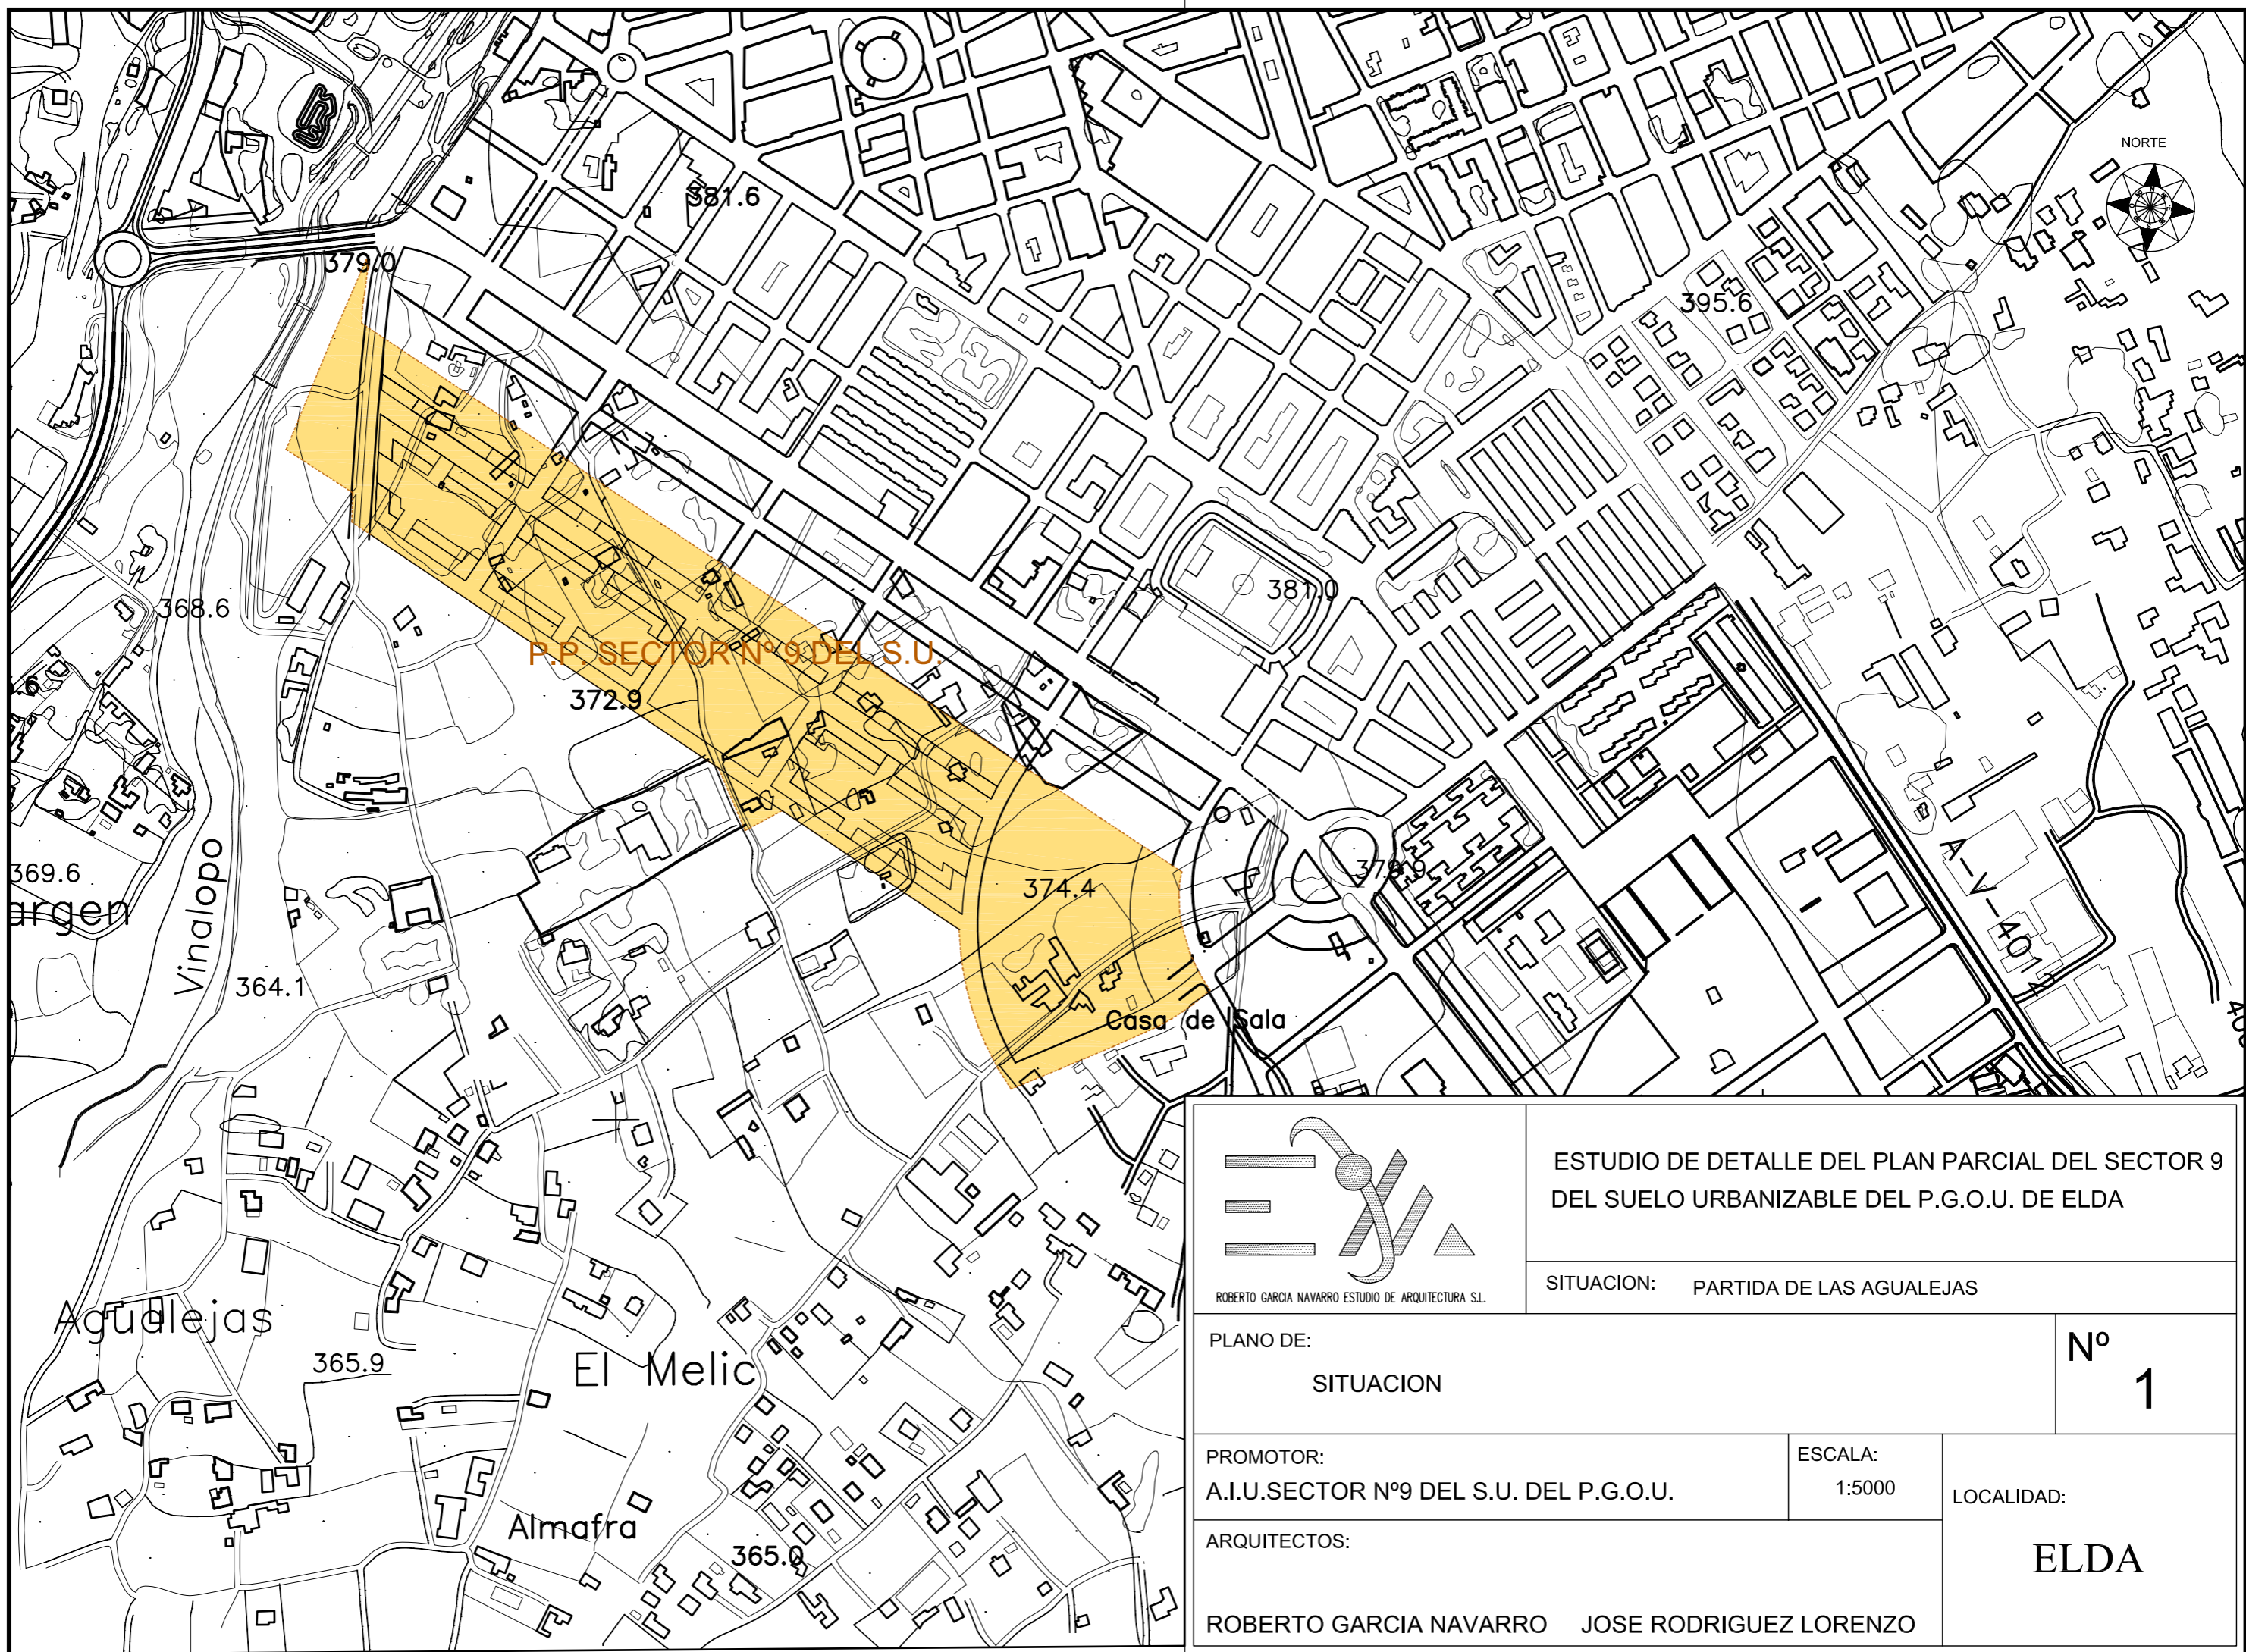 NORTE
381.6
379.0
395.6
381.0
368.6
P.P. SECTOR Nº 9 DEL S.U.
372.9
369.6
argen
Vinalopo
374.4
A-V-4012
364.1
Casa de Sala
Agualejas
365.9
El Melic
Almafra
365.0
ROBERTO GARCIA NAVARRO ESTUDIO DE ARQUITECTURA S.L.
ESTUDIO DE DETALLE DEL PLAN PARCIAL DEL SECTOR 9
DEL SUELO URBANIZABLE DEL P.G.O.U. DE ELDA
SITUACION: PARTIDA DE LAS AGUALEJAS
PLANO DE:
SITUACION
Nº
1
PROMOTOR:
A.I.U.SECTOR Nº9 DEL S.U. DEL P.G.O.U.
ESCALA:
1:5000
LOCALIDAD:
ELDA
ARQUITECTOS:
ROBERTO GARCIA NAVARRO JOSE RODRIGUEZ LORENZO